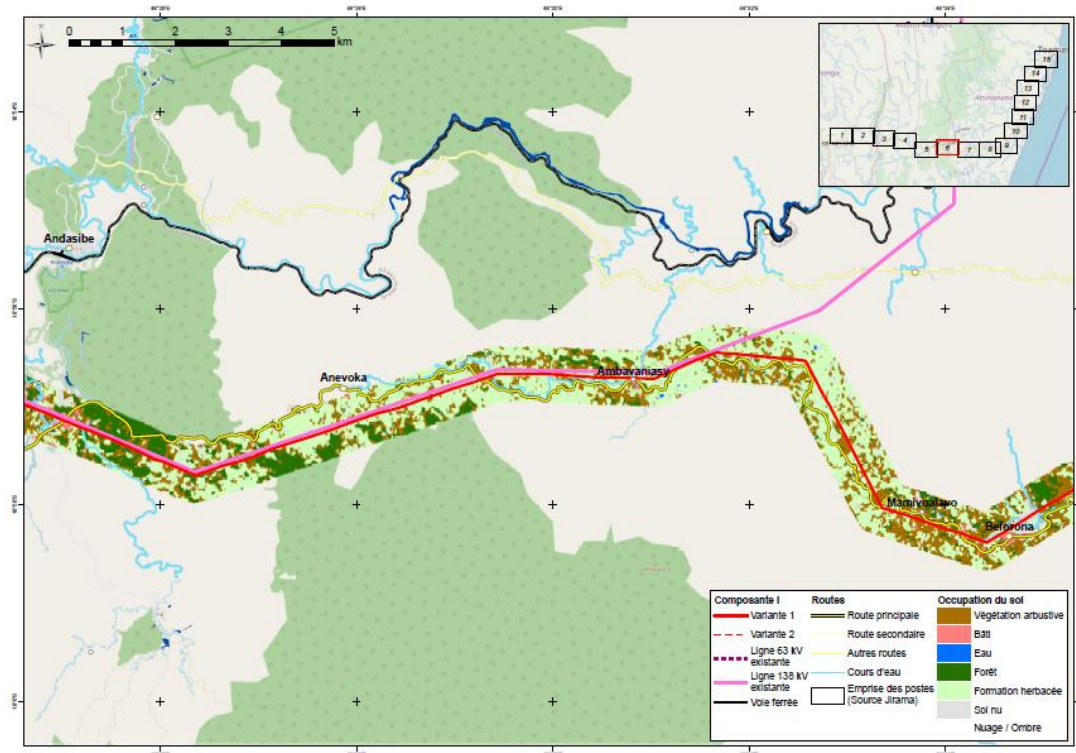 0 1 2 3 4 5
km
Toamas
15
14
13
12
11
10
1
2
3
4
5
6
7
8
9
Andasibe
Anevoka
Ambavaniasy
Mamivoalavo
Beforona
Composante I
Variante 1
Variante 2
Ligne 63 kV
existante
Ligne 138 kV
existante
Voie ferrée
Routes
Route principale
Route secondaire
Autres routes
Cours d'eau
Emprise des postes
(Source Jirama)
Occupation du sol
Végétation arbustive
Bâti
Eau
Forêt
Formation herbacée
Sol nu
Nuage / Ombre